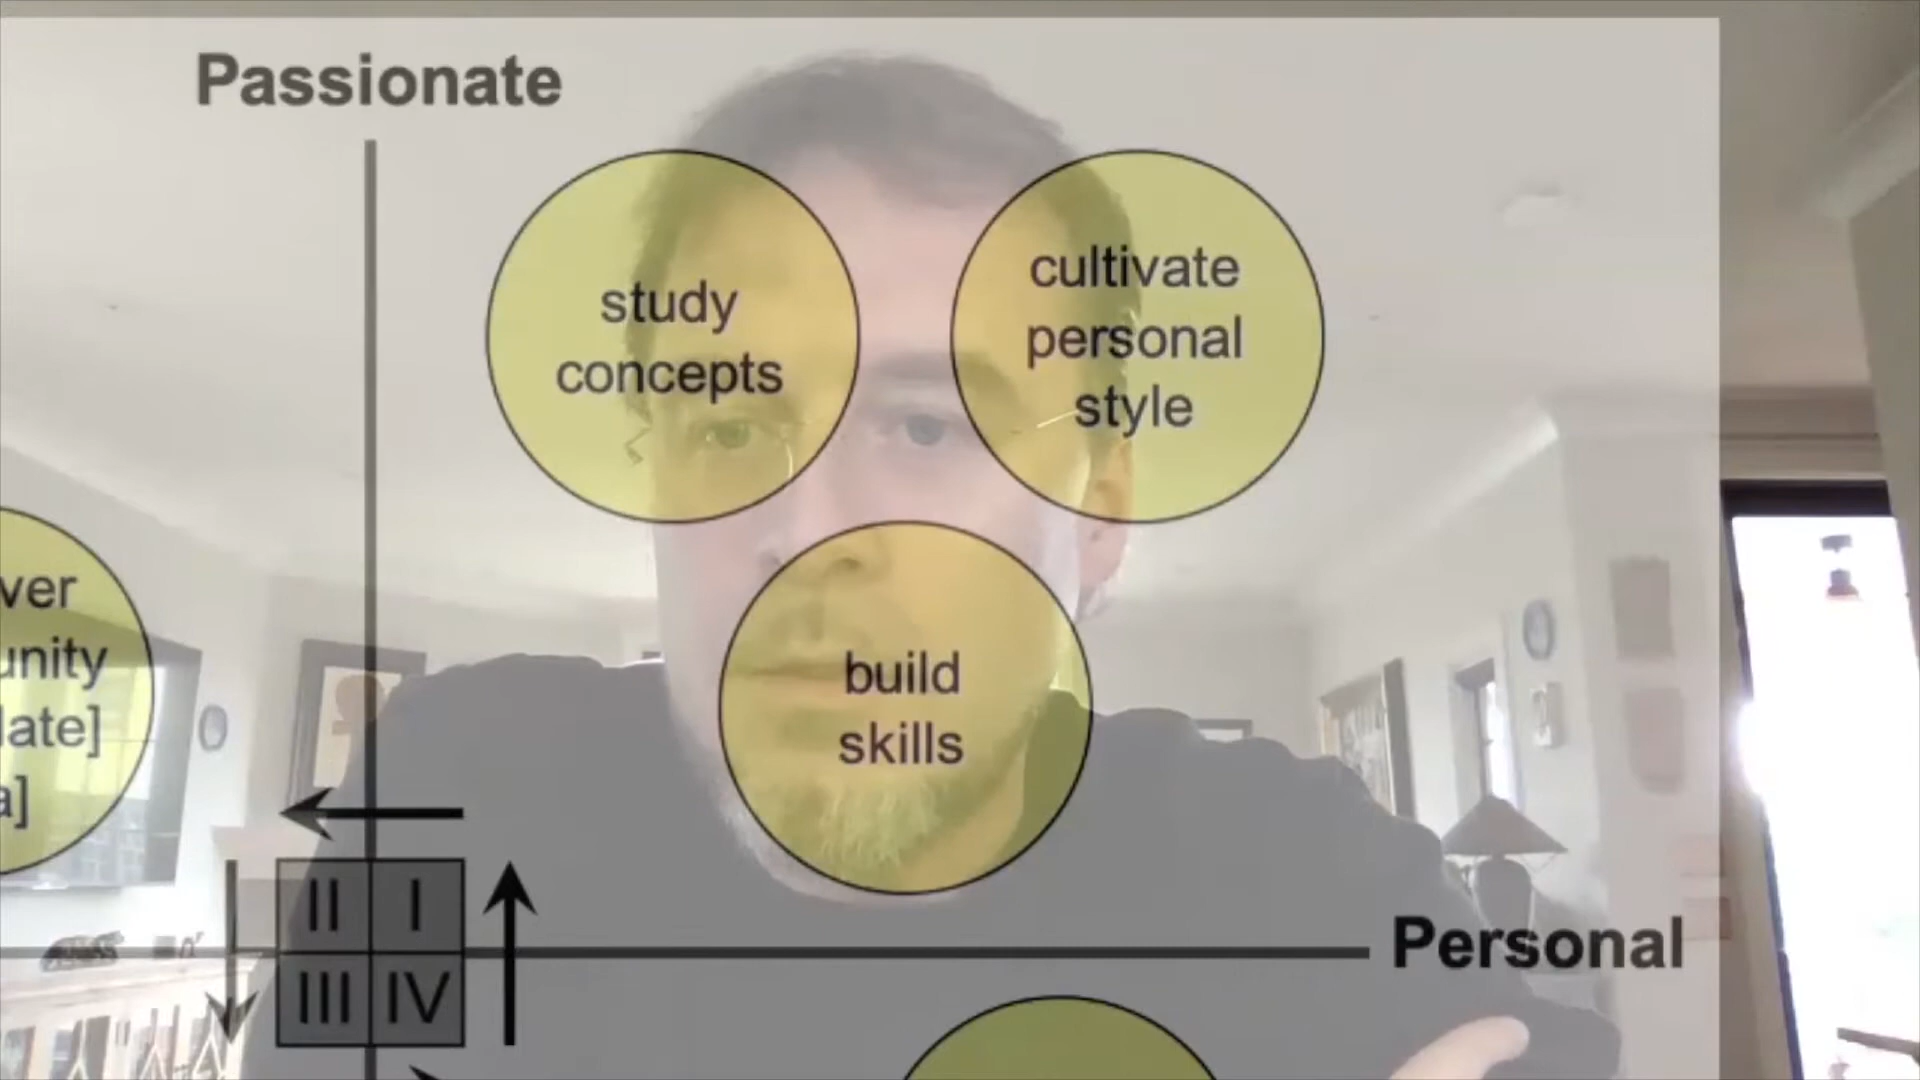 Passionate
study
concepts
cultivate
personal
style
build
skills
ver
unity
late]
a]
II I
III IV
Personal